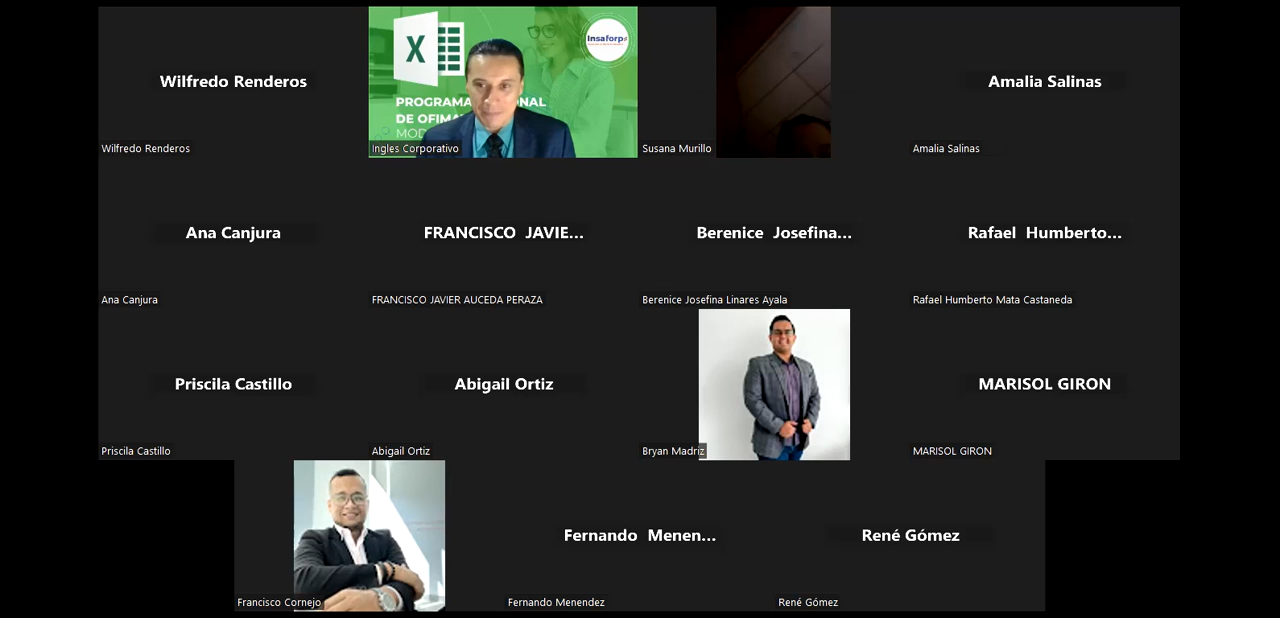 Wilfredo Renderos
Wilfredo Renderos
X
Insaforp
PROGRAMA
ONAL
DE OFIMA
MOD
Ingles Corporativo
Susana Murillo
Amalia Salinas
Amalia Salinas
Ana Canjura
Ana Canjura
FRANCISCO JAVIE...
FRANCISCO JAVIER AUCEDA PERAZA
Berenice Josefina...
Berenice Josefina Linares Ayala
Rafael Humberto...
Rafael Humberto Mata Castaneda
Priscila Castillo
Priscila Castillo
Abigail Ortiz
Abigail Ortiz
Bryan Madriz
MARISOL GIRON
MARISOL GIRON
Francisco Cornejo
Fernando Menen...
Fernando Menendez
René Gómez
René Gómez